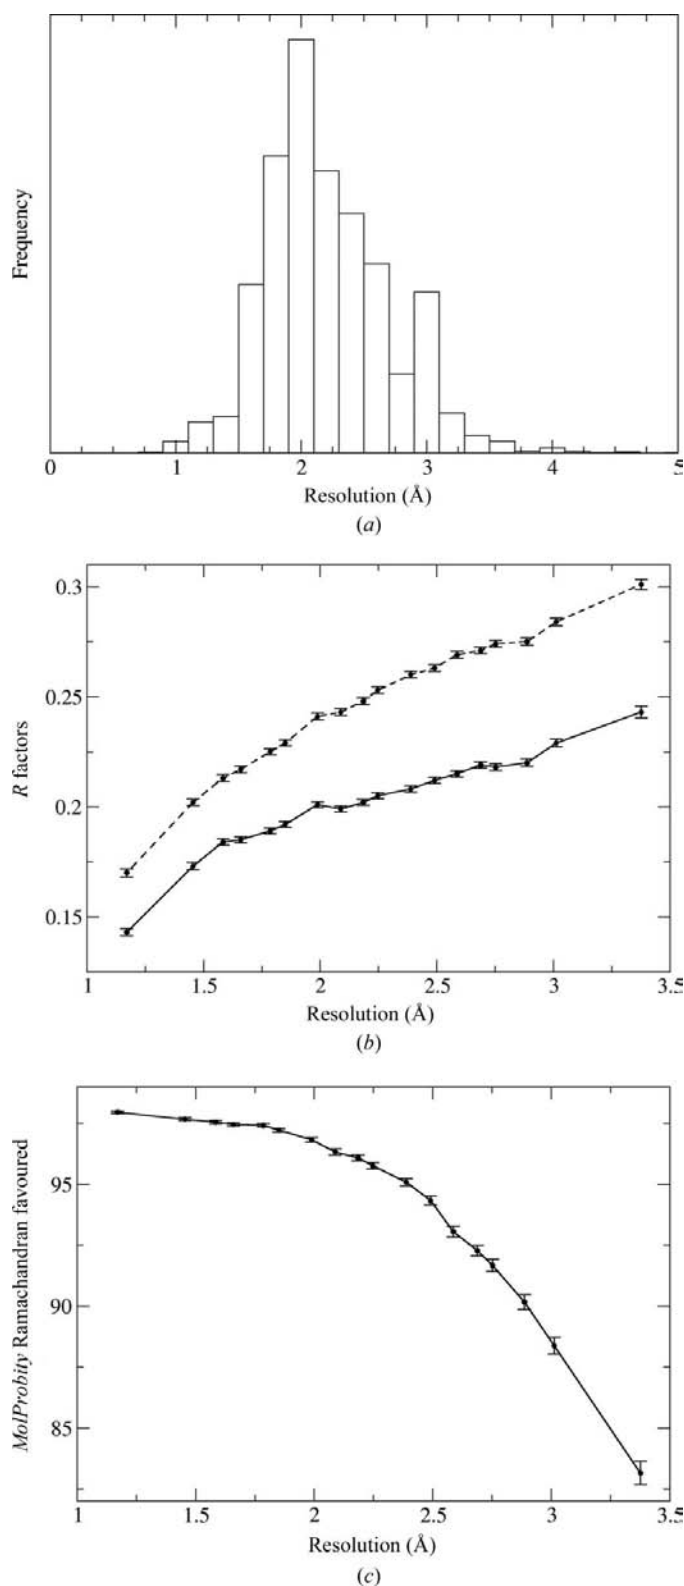 Frequency
0 1 2 3 4 5
Resolution (Å)
(a)
0.3
0.25
0.2
0.15
R factors
1 1.5 2 2.5 3 3.5
Resolution (Å)
(b)
95
90
85
MolProbity Ramachandran favoured
1 1.5 2 2.5 3 3.5
Resolution (Å)
(c)